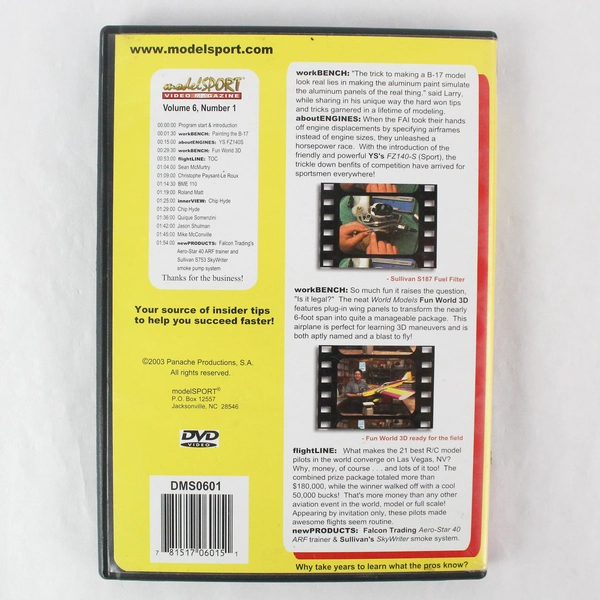 www.modelsport.com
modelSPORT
VIDEO MAGAZINE
Volume 6, Number 1
00:00:00 Program start & introduction
00:01:30 workBENCH: Painting the B-17
00:15:00 aboutENGINES: YS FZ140S
00:29:30 workBENCH: Fun World 3D
00:53:00 flightLINE: TOC
01:04:00 Sean McMurtry
01:09:00 Christophe Paysant-Le Roux
01:14:30 BME 110
01:19:00 Roland Matt
01:25:00 innerVIEW: Chip Hyde
01:29:00 Chip Hyde
01:36:00 Quique Somenzini
01:42:00 Jason Shulman
01:45:00 Mike McConville
01:54:00 newPRODUCTS: Falcon Trading's
Aero-Star 40 ARF trainer and
Sullivan S753 SkyWriter
smoke pump system
Thanks for the business!
Your source of insider tips
to help you succeed faster!
©2003 Panache Productions, S.A.
All rights reserved.
modelSPORT©
P.O. Box 12557
Jacksonville, NC 28546
DVD
VIDEO
DMS0601
7 81517 06015 1
workBENCH: "The trick to making a B-17 model
look real lies in making the aluminum paint simulate
the aluminum panels of the real thing." said Larry,
while sharing in his unique way the hard won tips
and tricks garnered in a lifetime of modeling.
aboutENGINES: When the FAI took their hands
off engine displacements by specifying airframes
instead of engine sizes, they unleashed a
horsepower race. With the introduction of the
friendly and powerful YS's FZ140-S (Sport), the
trickle down benifits of competition have arrived for
sportsmen everywhere!
- Sullivan S187 Fuel Filter
workBENCH: So much fun it raises the question,
"Is it legal?" The neat World Models Fun World 3D
features plug-in wing panels to transform the nearly
6-foot span into quite a manageable package. This
airplane is perfect for learning 3D maneuvers and is
both aptly named and a blast to fly!
- Fun World 3D ready for the field
flightLINE: What makes the 21 best R/C model
pilots in the world converge on Las Vegas, NV?
Why, money, of course . . . and lots of it too! The
combined prize package totaled more than
$180,000, while the winner walked off with a cool
50,000 bucks! That's more money than any other
aviation event in the world, model or full scale!
Appearing by invitation only, these pilots made
awesome flights seem routine.
newPRODUCTS: Falcon Trading Aero-Star 40
ARF trainer & Sullivan's SkyWriter smoke system.
Why take years to learn what the pros know?